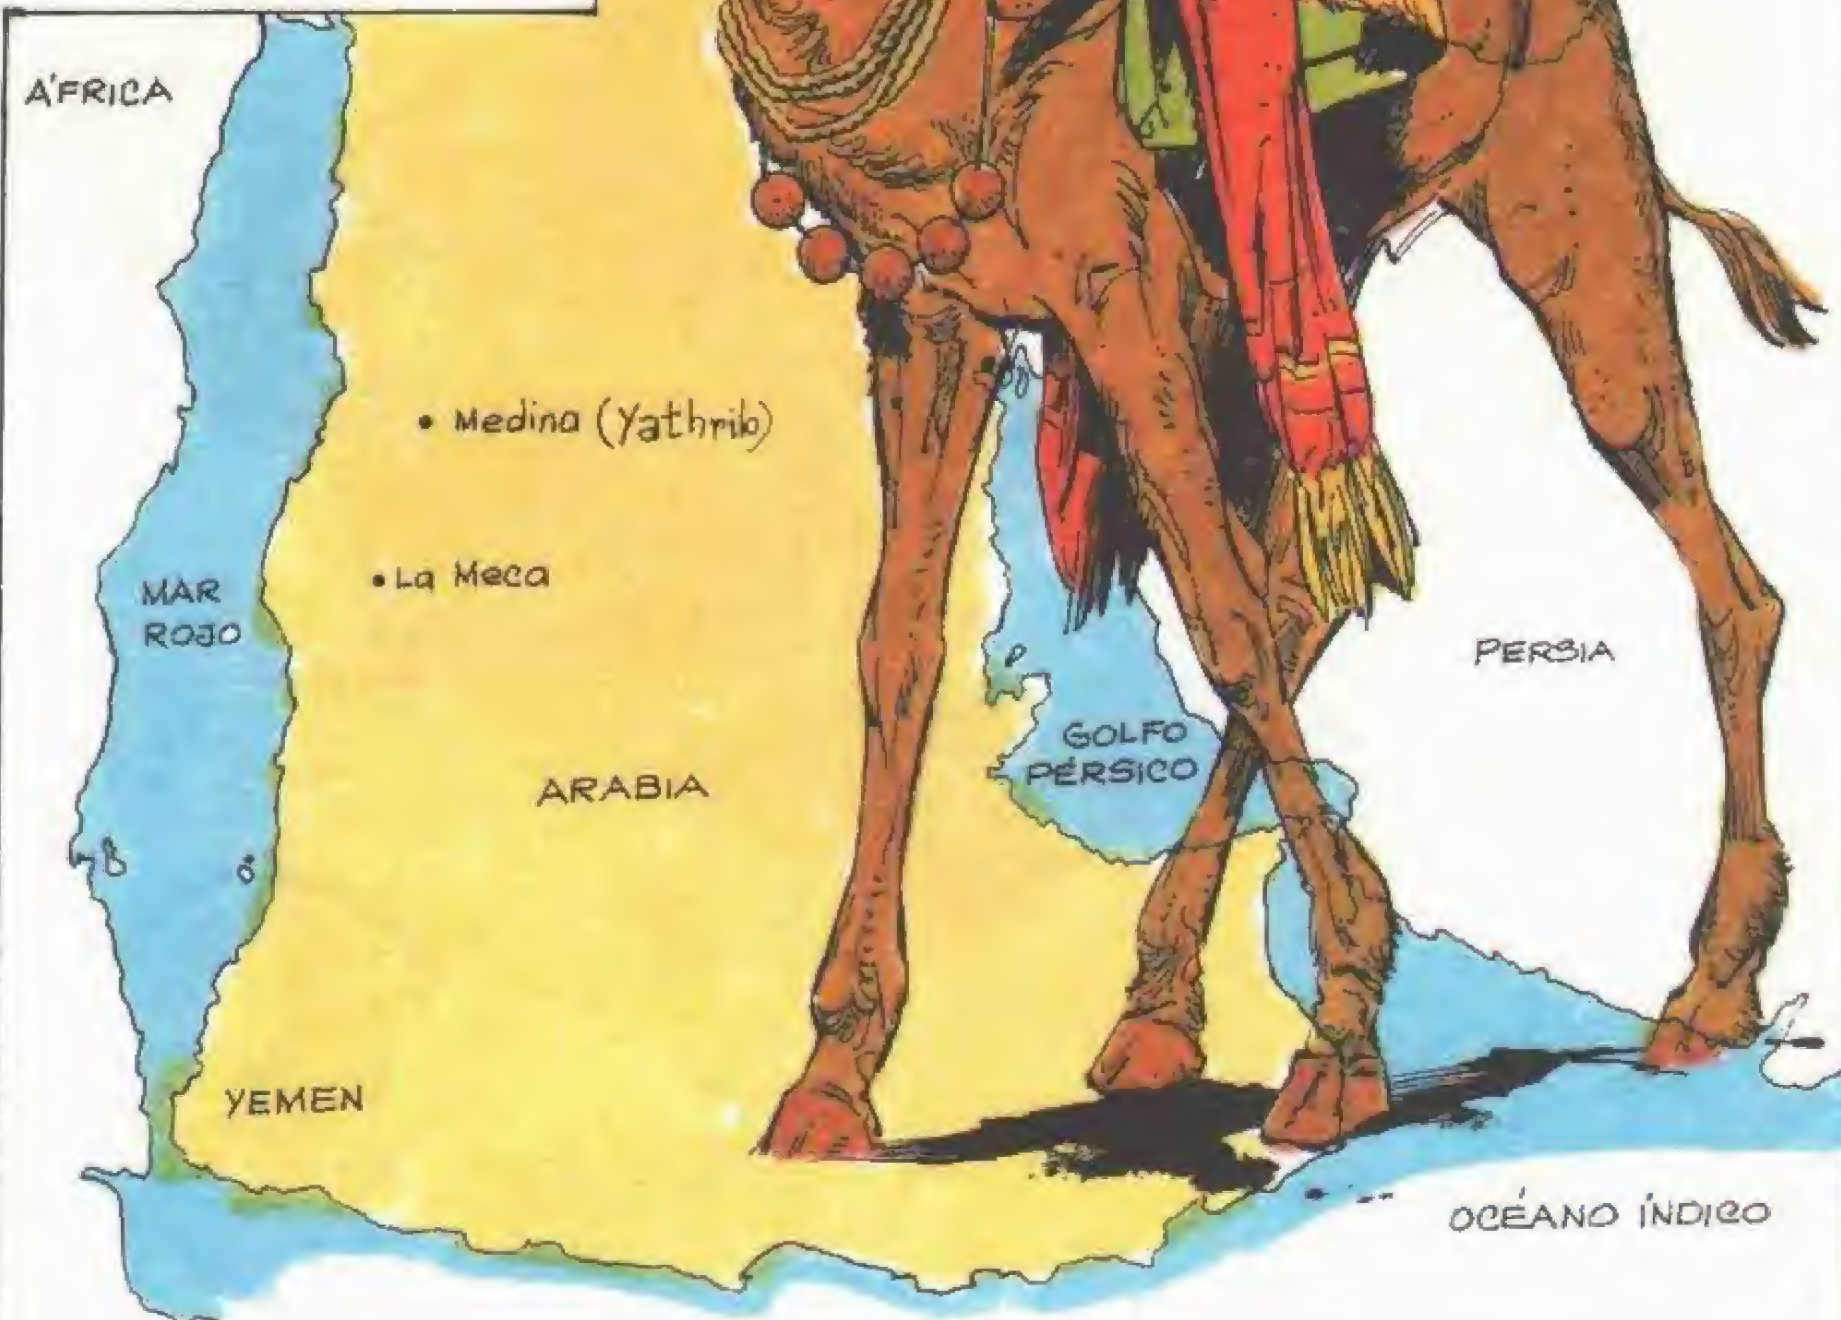 ÁFRICA
• Medina (Yathrib)
• La Meca
MAR
ROJO
PERSIA
GOLFO
PÉRSICO
ARABIA
YEMEN
OCÉANO ÍNDICO